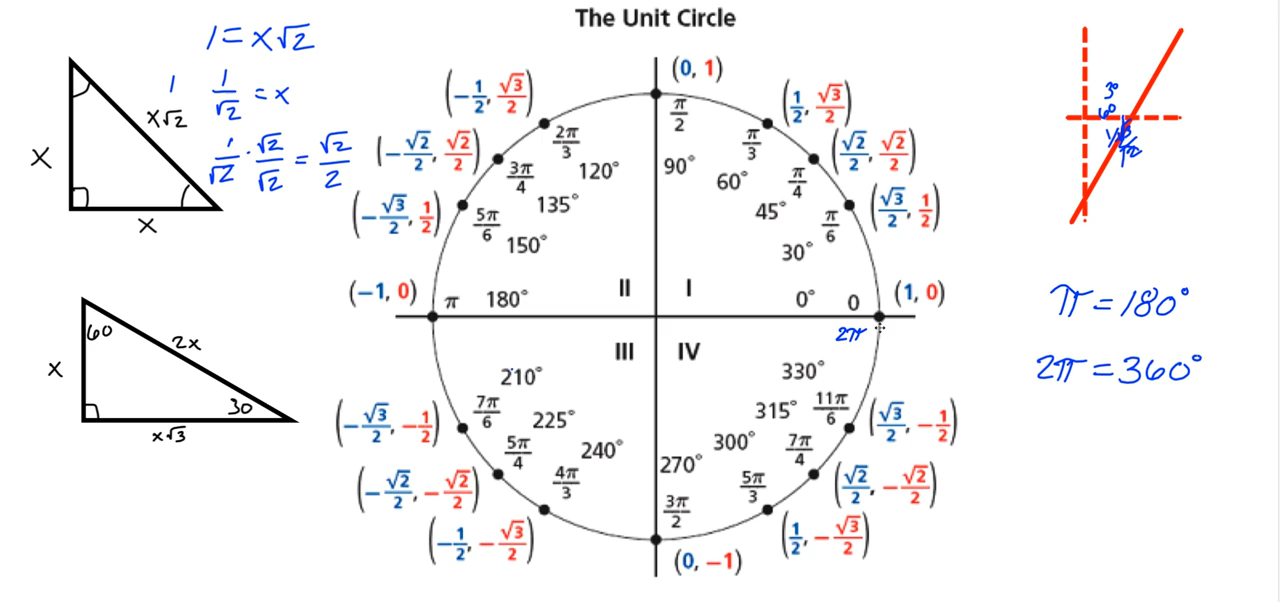 The Unit Circle
1 = x√2
1
1/√2 = x
x√2
1/√2 · √2/√2 = √2/2
x
x
60
2x
x
30
x√3
(0, 1)
(-1/2, √3/2)
(1/2, √3/2)
π/2
2π/3
π/3
(-√2/2, √2/2)
(√2/2, √2/2)
3π/4
120°
90°
60°
π/4
(-√3/2, 1/2)
(√3/2, 1/2)
135°
45°
5π/6
π/6
150°
30°
(-1, 0)
π
180°
II
I
0°
0
(1, 0)
2π
III
IV
210°
330°
7π/6
225°
315°
11π/6
(-√3/2, -1/2)
(√3/2, -1/2)
5π/4
240°
270°
300°
7π/4
(-√2/2, -√2/2)
4π/3
5π/3
(√2/2, -√2/2)
3π/2
(-1/2, -√3/2)
(1/2, -√3/2)
(0, -1)
π = 180°
2π = 360°